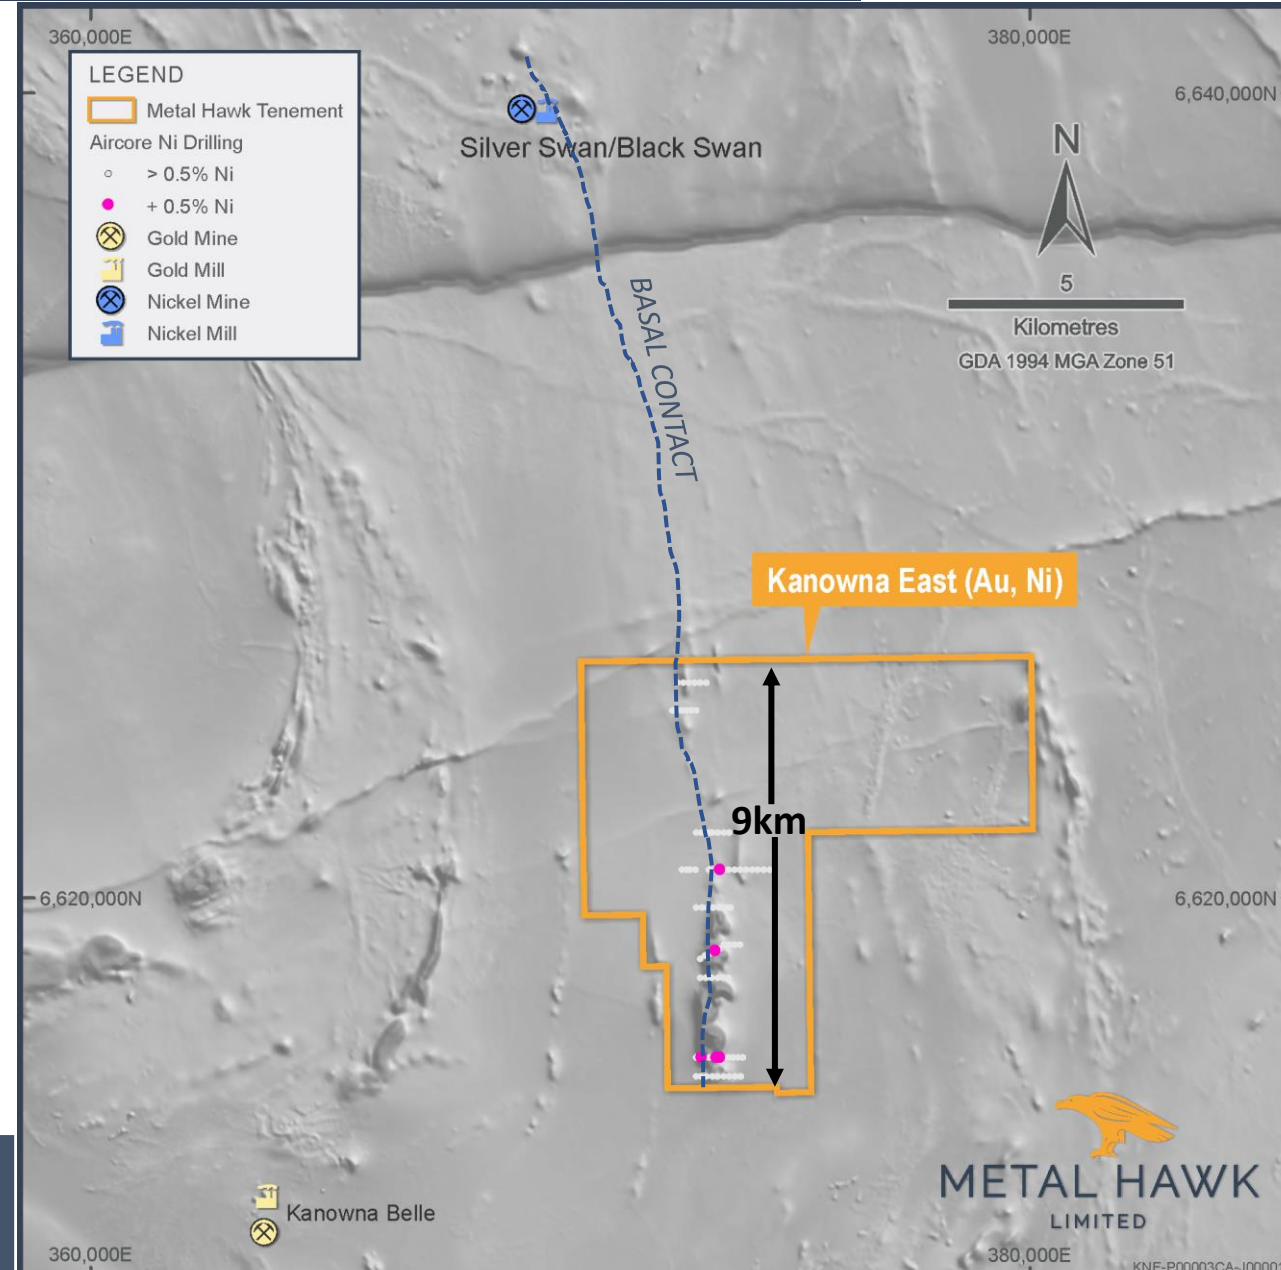 360,000E
380,000E
LEGEND
Metal Hawk Tenement
Aircore Ni Drilling
> 0.5% Ni
+ 0.5% Ni
Gold Mine
Gold Mill
Nickel Mine
Nickel Mill
6,640,000N
Silver Swan/Black Swan
N
5
Kilometres
GDA 1994 MGA Zone 51
BASAL CONTACT
Kanowna East (Au, Ni)
9km
6,620,000N
6,620,000N
METAL HAWK
LIMITED
Kanowna Belle
360,000E
380,000E